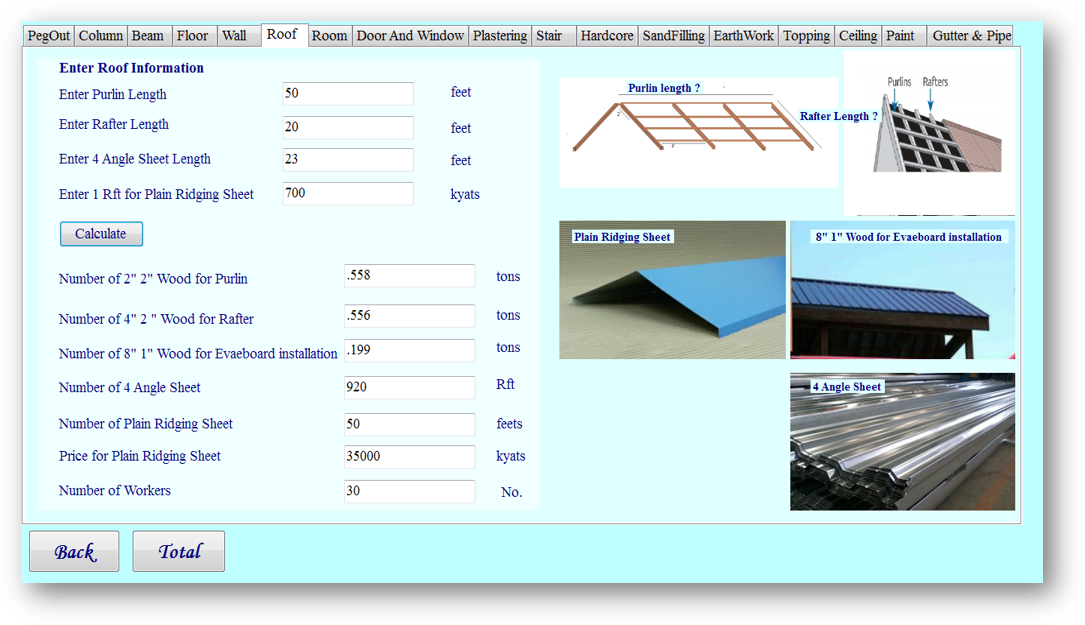 PegOut Column Beam Floor Wall Roof Room Door And Window Plastering Stair Hardcore SandFilling EarthWork Topping Ceiling Paint Gutter & Pipe
Enter Roof Information
Enter Purlin Length 50 feet
Enter Rafter Length 20 feet
Enter 4 Angle Sheet Length 23 feet
Enter 1 Rft for Plain Ridging Sheet 700 kyats
Calculate
Number of 2" 2" Wood for Purlin .558 tons
Number of 4" 2 " Wood for Rafter .556 tons
Number of 8" 1" Wood for Evaeboard installation .199 tons
Number of 4 Angle Sheet 920 Rft
Number of Plain Ridging Sheet 50 feets
Price for Plain Ridging Sheet 35000 kyats
Number of Workers 30 No.
Purlin length ?
Purlins Rafters
Rafter Length ?
Plain Ridging Sheet
8" 1" Wood for Evaeboard installation
4 Angle Sheet
Back Total